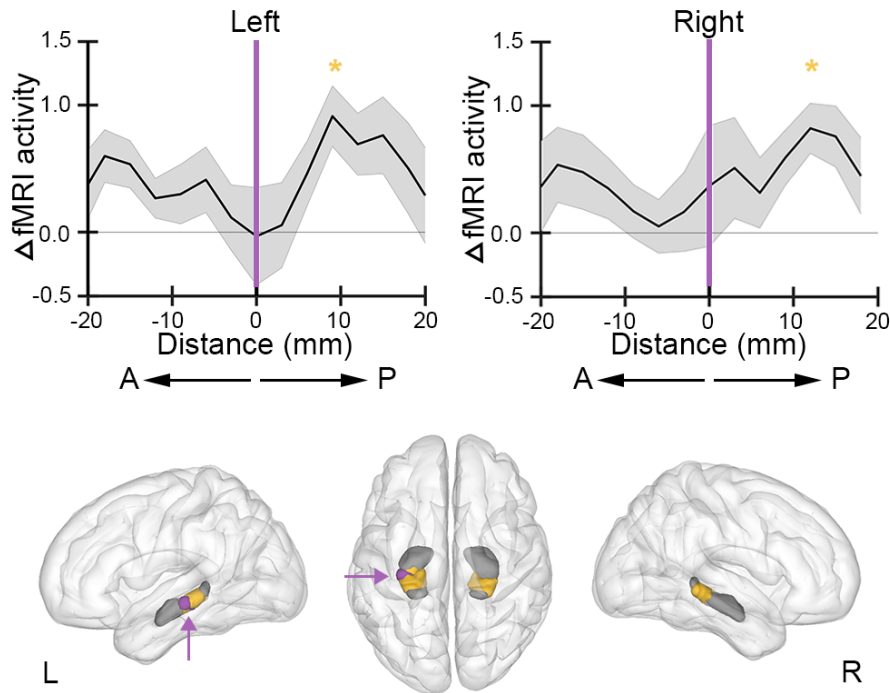 Left
ΔfMRI activity
1.5
*
1.0
0.0
-0.5
-20
-10
0
10
20
Distance (mm)
A
P
Right
ΔfMRI activity
1.5
*
1.0
0.0
-0.5
-20
-10
0
10
20
Distance (mm)
A
P
L
R